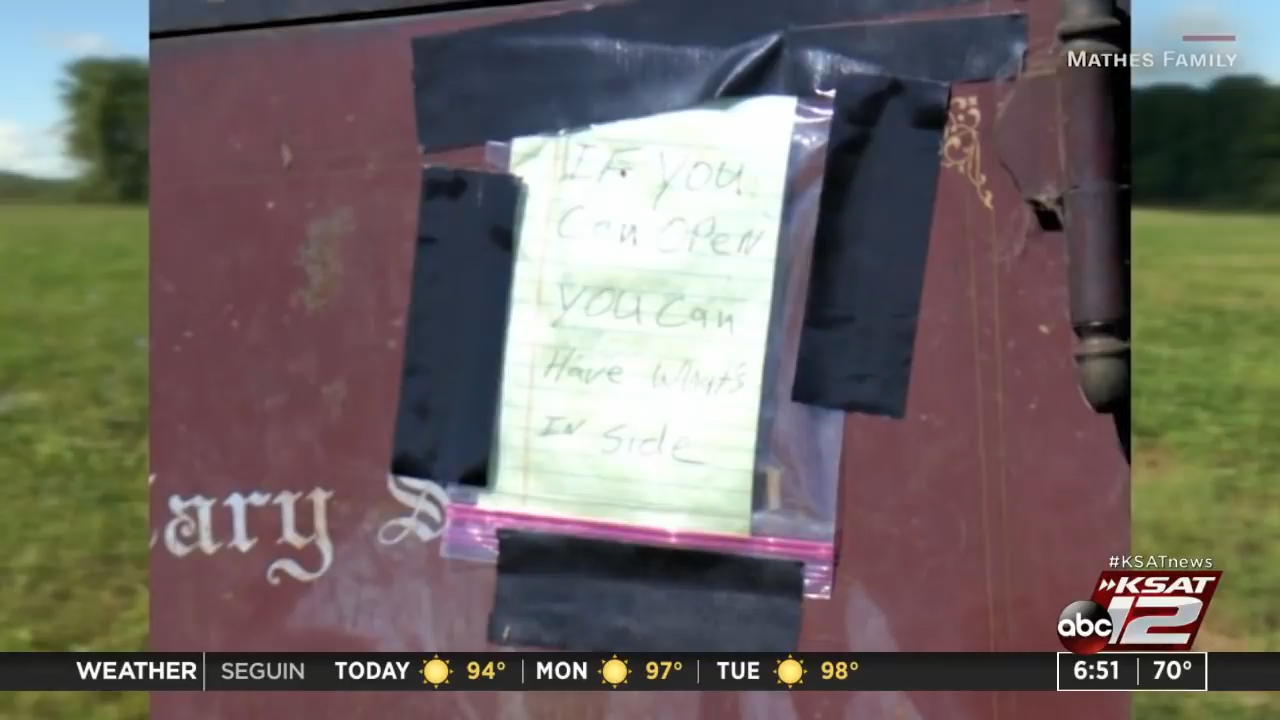 MATHES FAMILY
IF YOU
Can OPeN
YOU Can
Have What's
IN Side
ary D
#KSATnews
KSAT
abc 12
WEATHER SEGUIN TODAY 94° MON 97° TUE 98° 6:51 70°